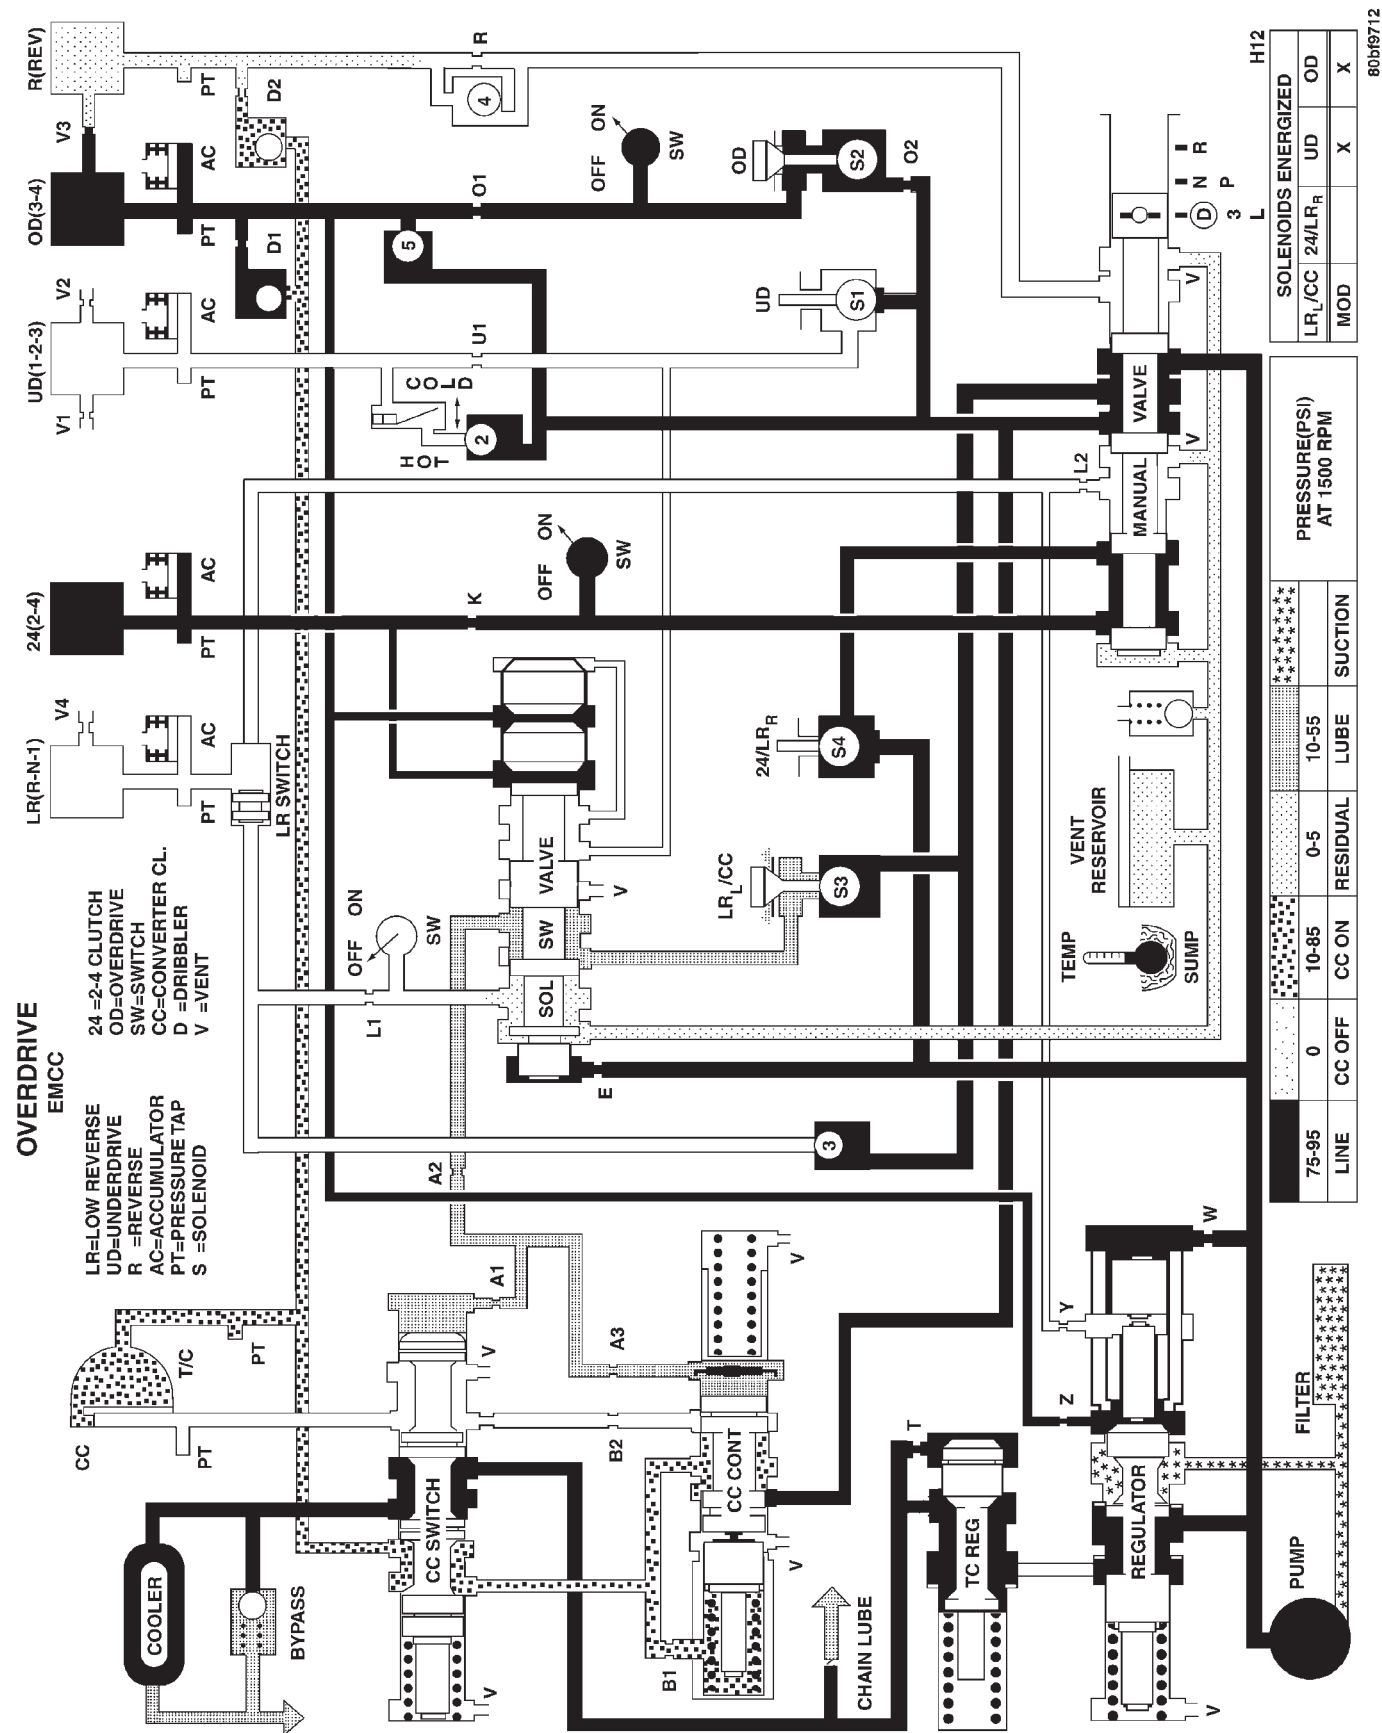 OVERDRIVE
EMCC
LR=LOW REVERSE
UD=UNDERDRIVE
R =REVERSE
AC=ACCUMULATOR
PT=PRESSURE TAP
S =SOLENOID
24 =2-4 CLUTCH
OD=OVERDRIVE
SW=SWITCH
CC=CONVERTER CL.
D =DRIBBLER
V =VENT
LR(R-N-1)
24(2-4)
UD(1-2-3)
OD(3-4)
R(REV)
V4
V1
V2
V3
CC
T/C
PT
PT
PT
AC
PT
AC
PT
AC
PT
AC
PT
D1
D2
LR SWITCH
COOLER
BYPASS
L1
OFF
ON
SW
A2
A1
A3
B2
B1
K
HOT
COLD
2
U1
5
O1
R
4
CC SWITCH
V
V
SOL
SW
VALVE
V
E
OFF
ON
SW
OFF
ON
SW
CC CONT
V
V
LRL/CC
S3
24/LRR
S4
UD
S1
OD
S2
O2
3
CHAIN LUBE
T
TC REG
Z
Y
W
REGULATOR
V
TEMP
SUMP
VENT
RESERVOIR
L2
MANUAL
VALVE
V
V
D
N
R
3
P
L
PUMP
FILTER
H12
75-95
0
10-85
0-5
10-55
PRESSURE(PSI)
AT 1500 RPM
LINE
CC OFF
CC ON
RESIDUAL
LUBE
SUCTION
SOLENOIDS ENERGIZED
LRL/CC
24/LRR
UD
OD
MOD
X
X
80bf9712